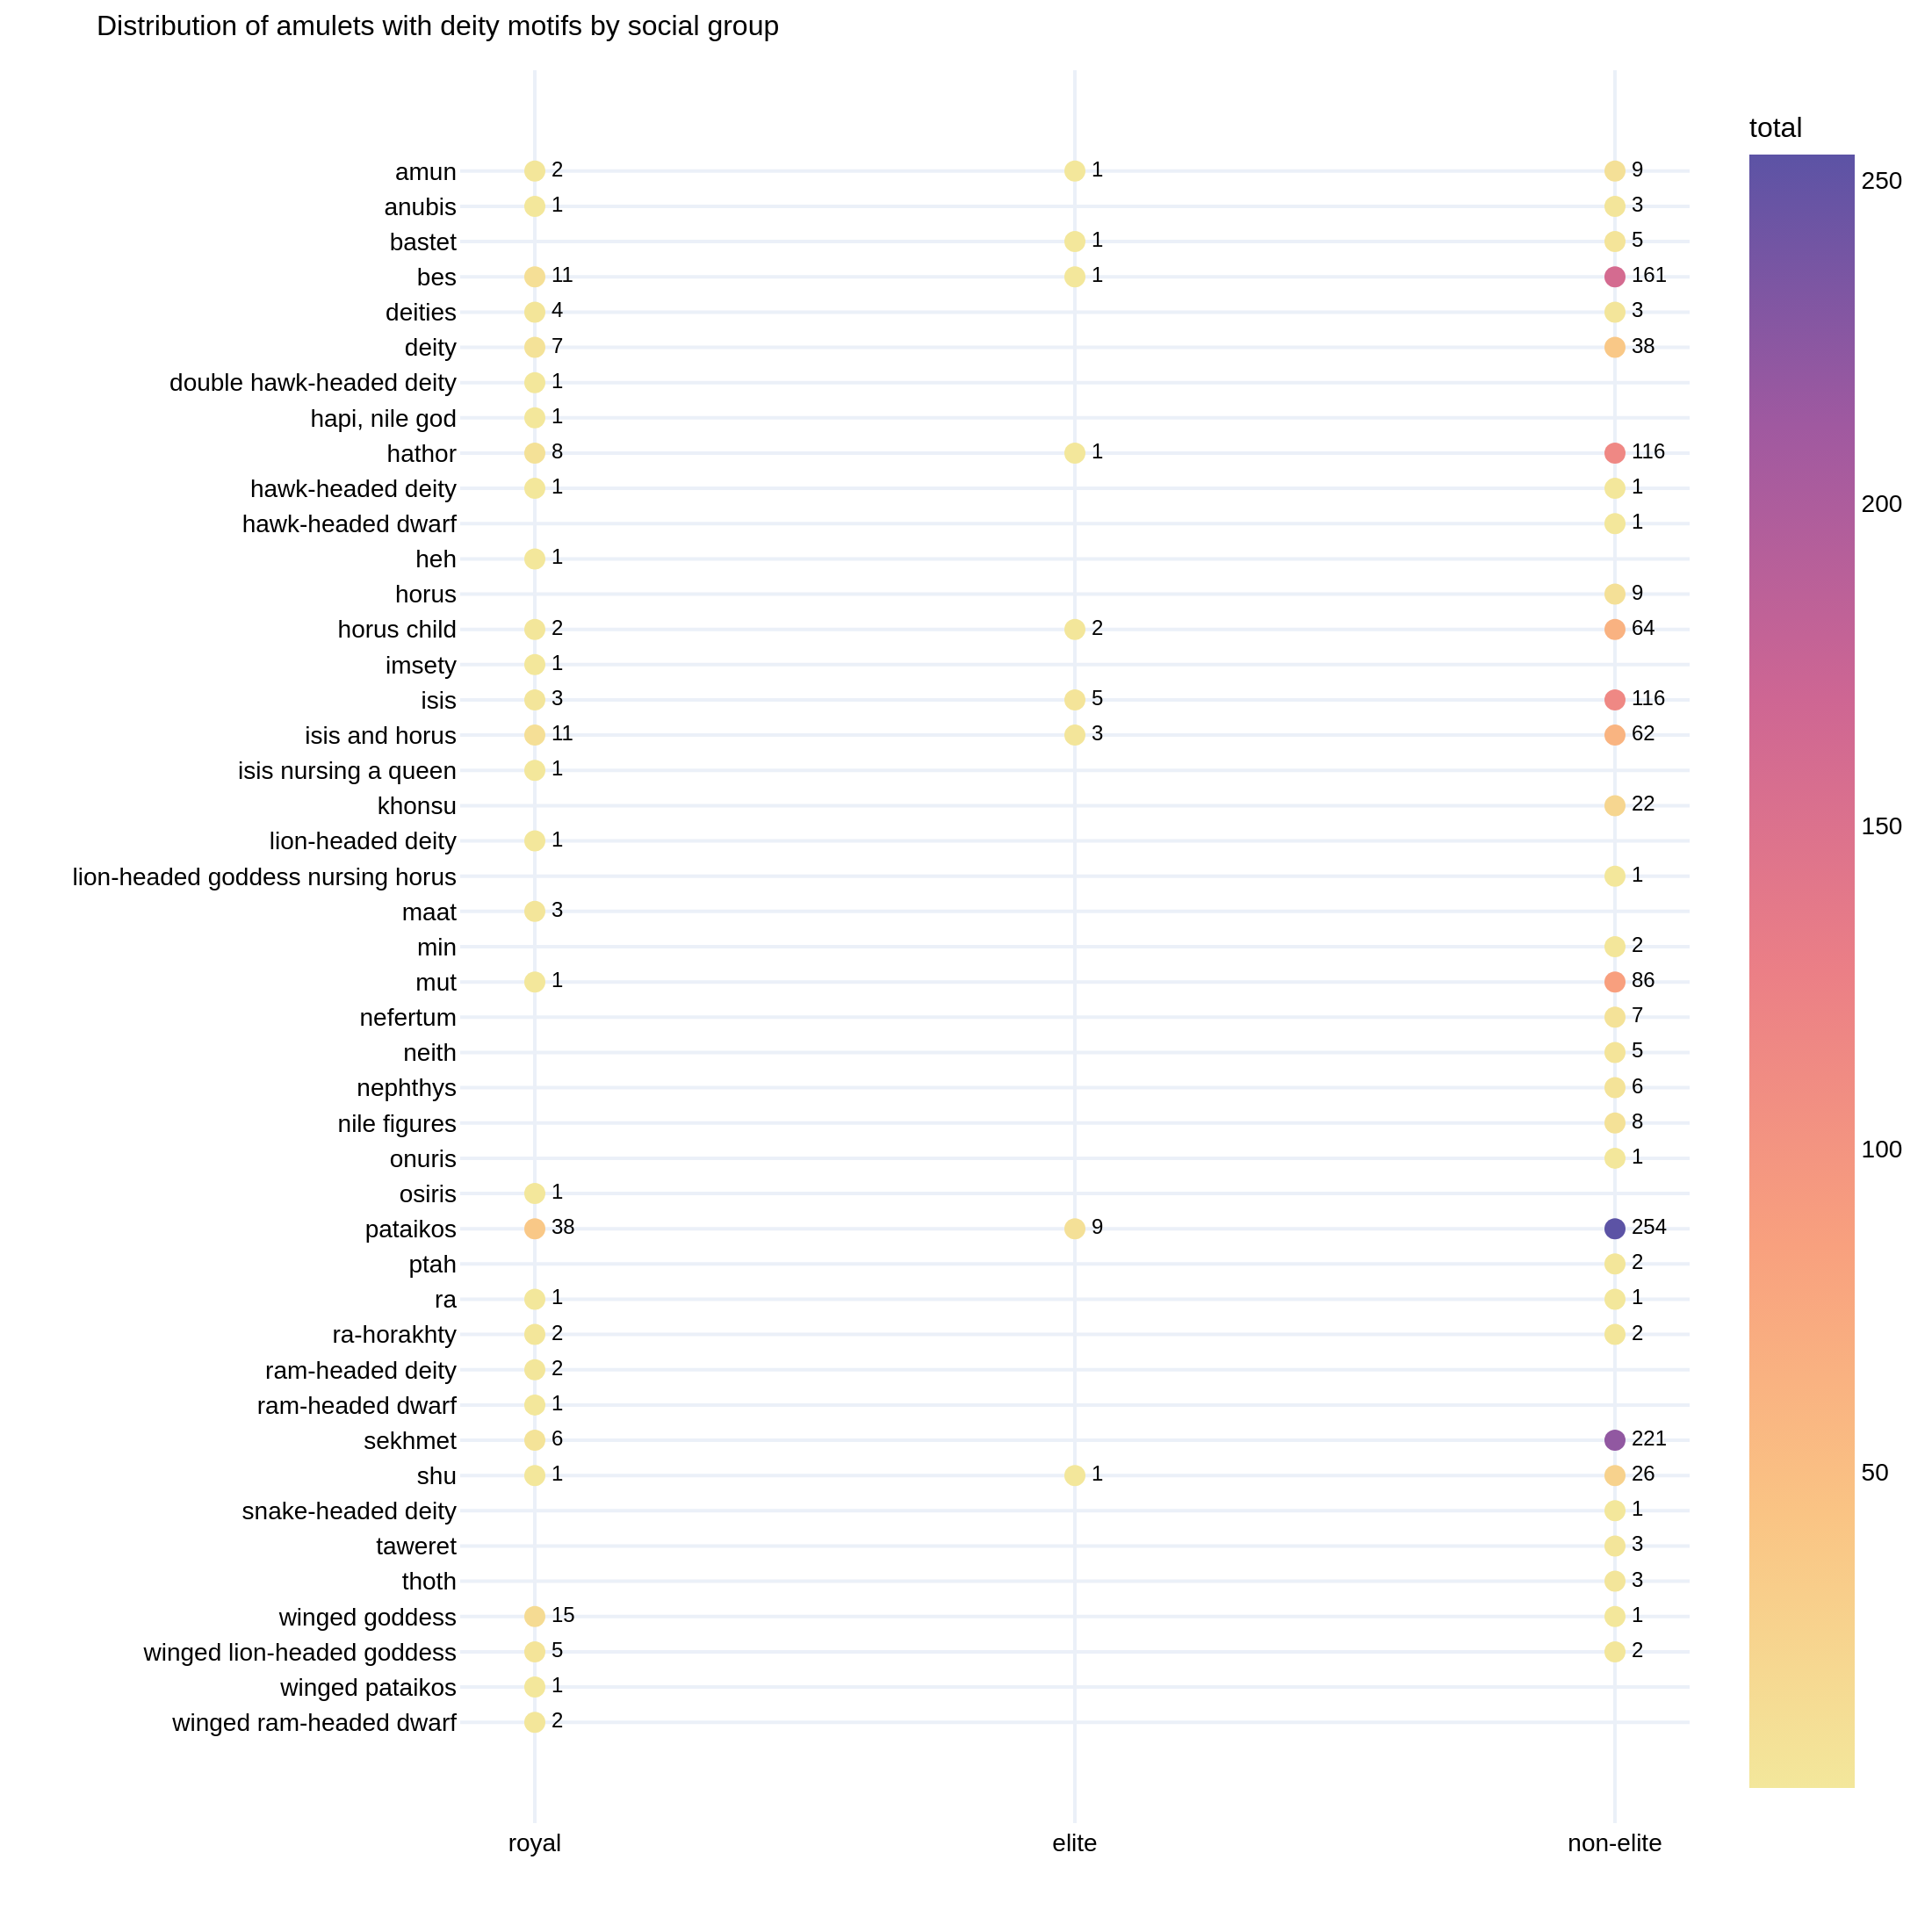 Distribution of amulets with deity motifs by social group
total
amun 2 1 9
anubis 1 3
bastet 1 5
bes 11 1 161
deities 4 3
deity 7 38
double hawk-headed deity 1
hapi, nile god 1
hathor 8 1 116
hawk-headed deity 1 1
hawk-headed dwarf 1
heh 1
horus 9
horus child 2 2 64
imsety 1
isis 3 5 116
isis and horus 11 3 62
isis nursing a queen 1
khonsu 22
lion-headed deity 1
lion-headed goddess nursing horus 1
maat 3
min 2
mut 1 86
nefertum 7
neith 5
nephthys 6
nile figures 8
onuris 1
osiris 1
pataikos 38 9 254
ptah 2
ra 1 1
ra-horakhty 2 2
ram-headed deity 2
ram-headed dwarf 1
sekhmet 6 221
shu 1 1 26
snake-headed deity 1
taweret 3
thoth 3
winged goddess 15 1
winged lion-headed goddess 5 2
winged pataikos 1
winged ram-headed dwarf 2
royal elite non-elite
250
200
150
100
50